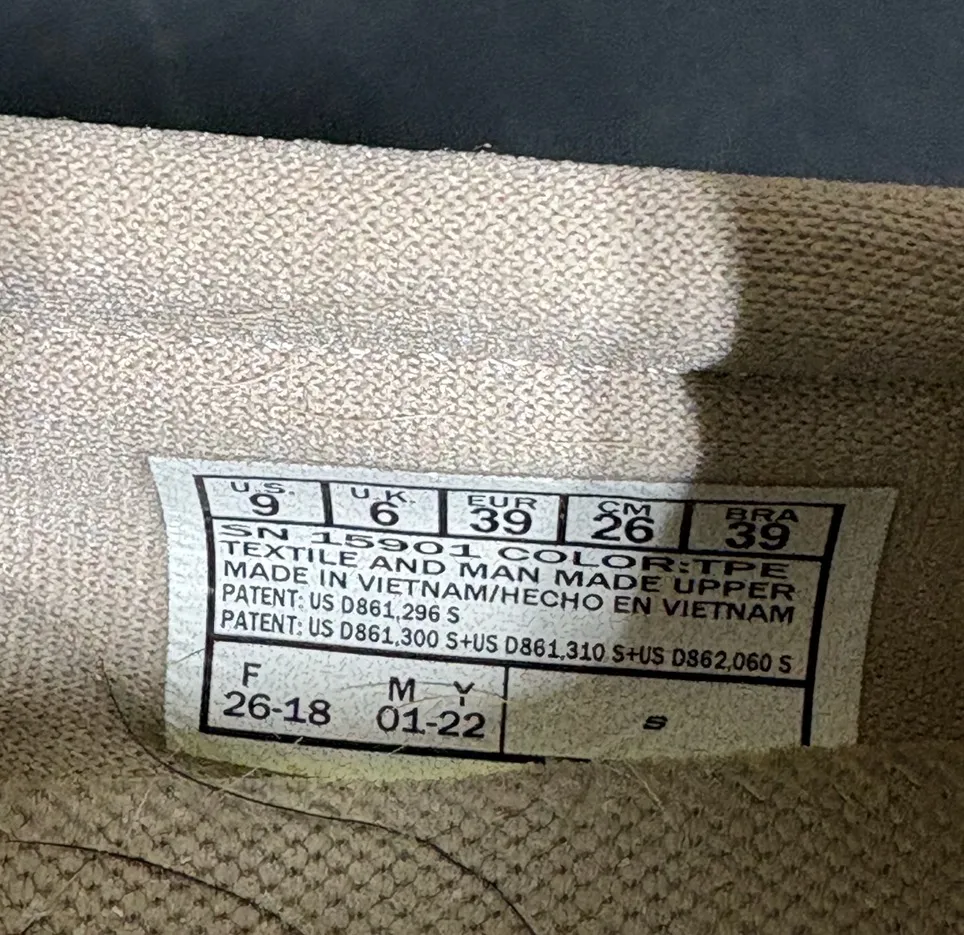 U.S. U.K. EUR CM BRA
9 6 39 26 39
SN 15901 COLOR:TPE
TEXTILE AND MAN MADE UPPER
MADE IN VIETNAM/HECHO EN VIETNAM
PATENT: US D861,296 S
PATENT: US D861,300 S+US D861,310 S+US D862,060 S
F M Y
26-18 01-22 S